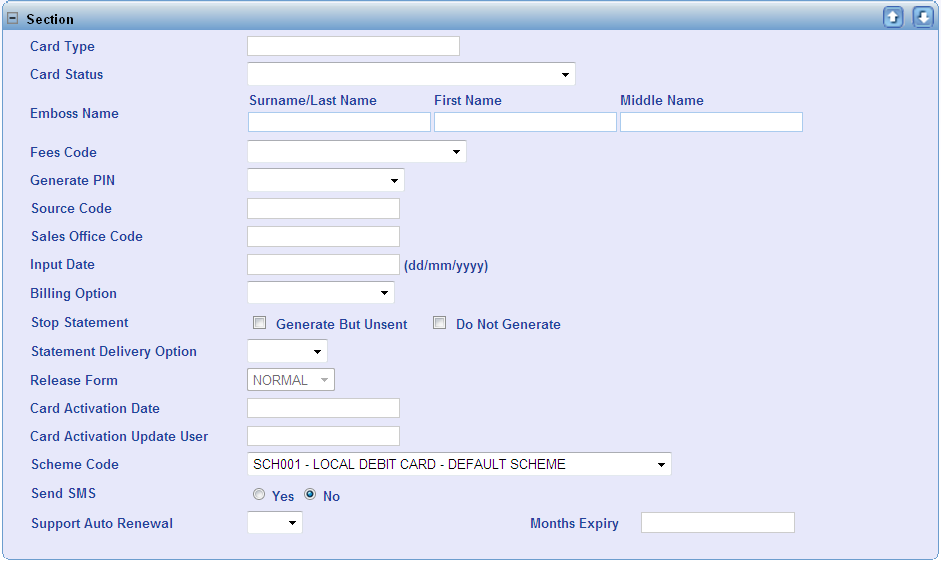 Section
Card Type
Card Status
Surname/Last Name First Name Middle Name
Emboss Name
Fees Code
Generate PIN
Source Code
Sales Office Code
Input Date (dd/mm/yyyy)
Billing Option
Stop Statement Generate But Unsent Do Not Generate
Statement Delivery Option
Release Form NORMAL
Card Activation Date
Card Activation Update User
Scheme Code SCH001 - LOCAL DEBIT CARD - DEFAULT SCHEME
Send SMS Yes No
Support Auto Renewal Months Expiry